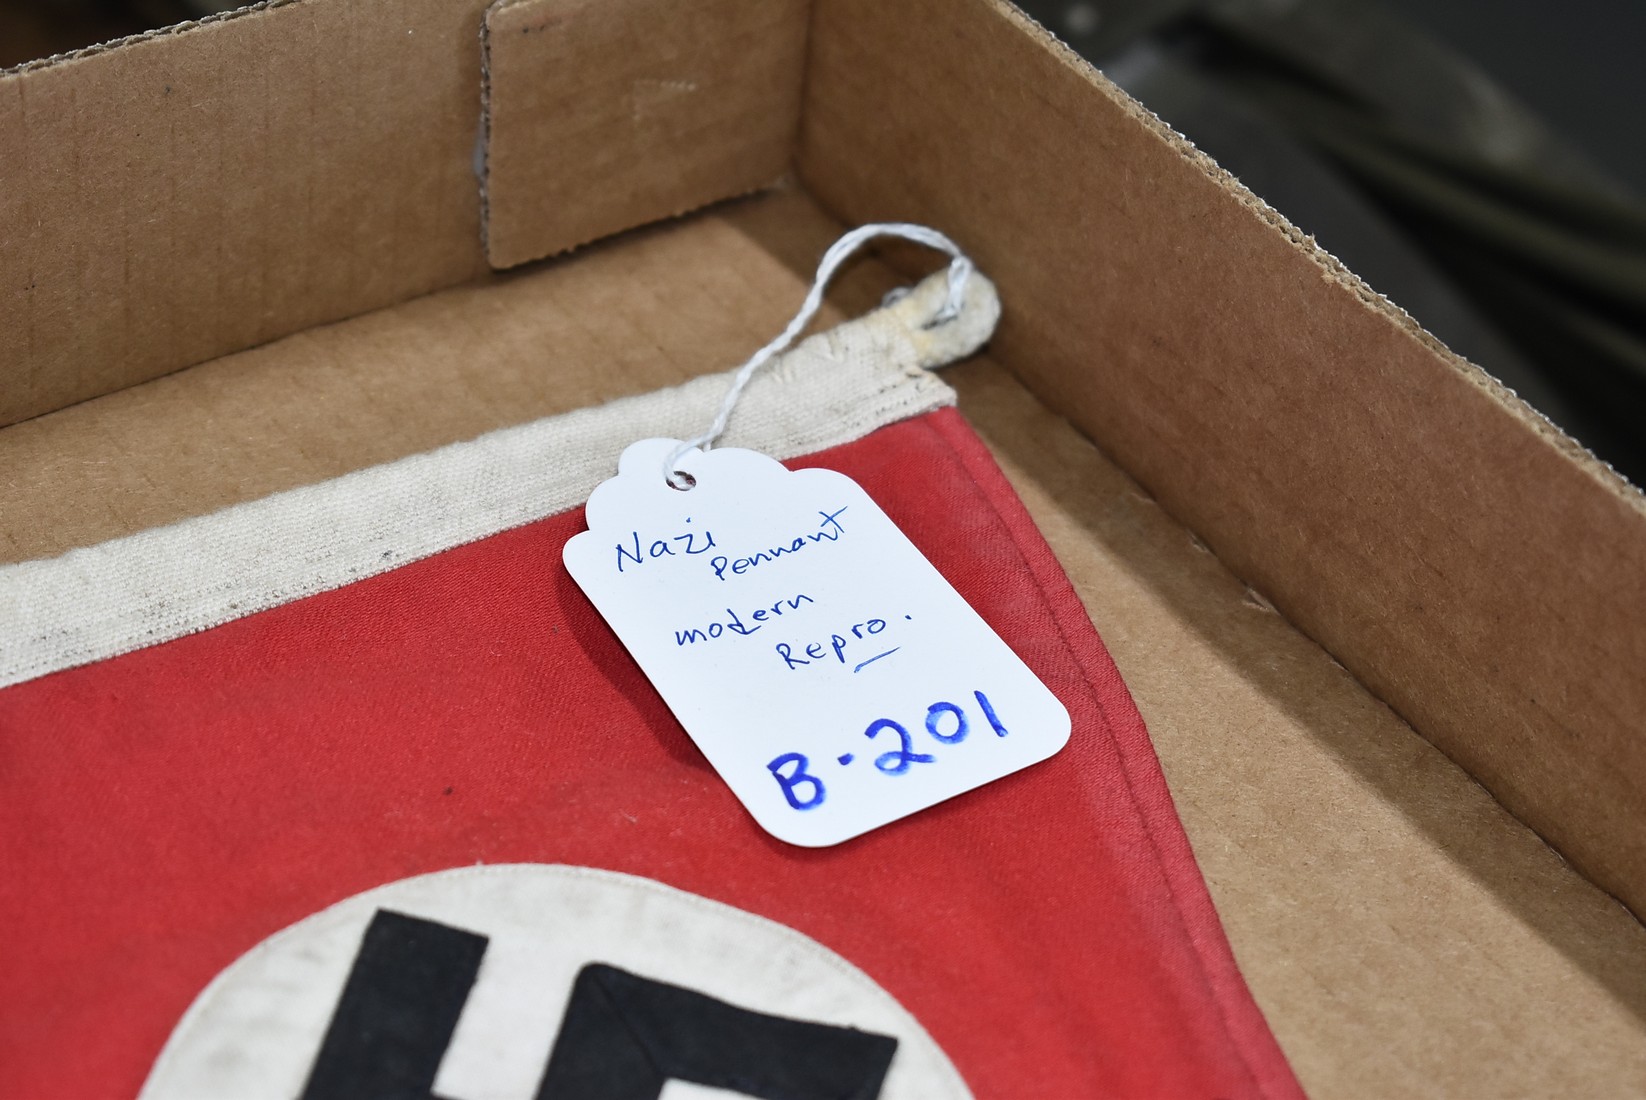 Nazi
Pennant
modern
Repro.
B-201